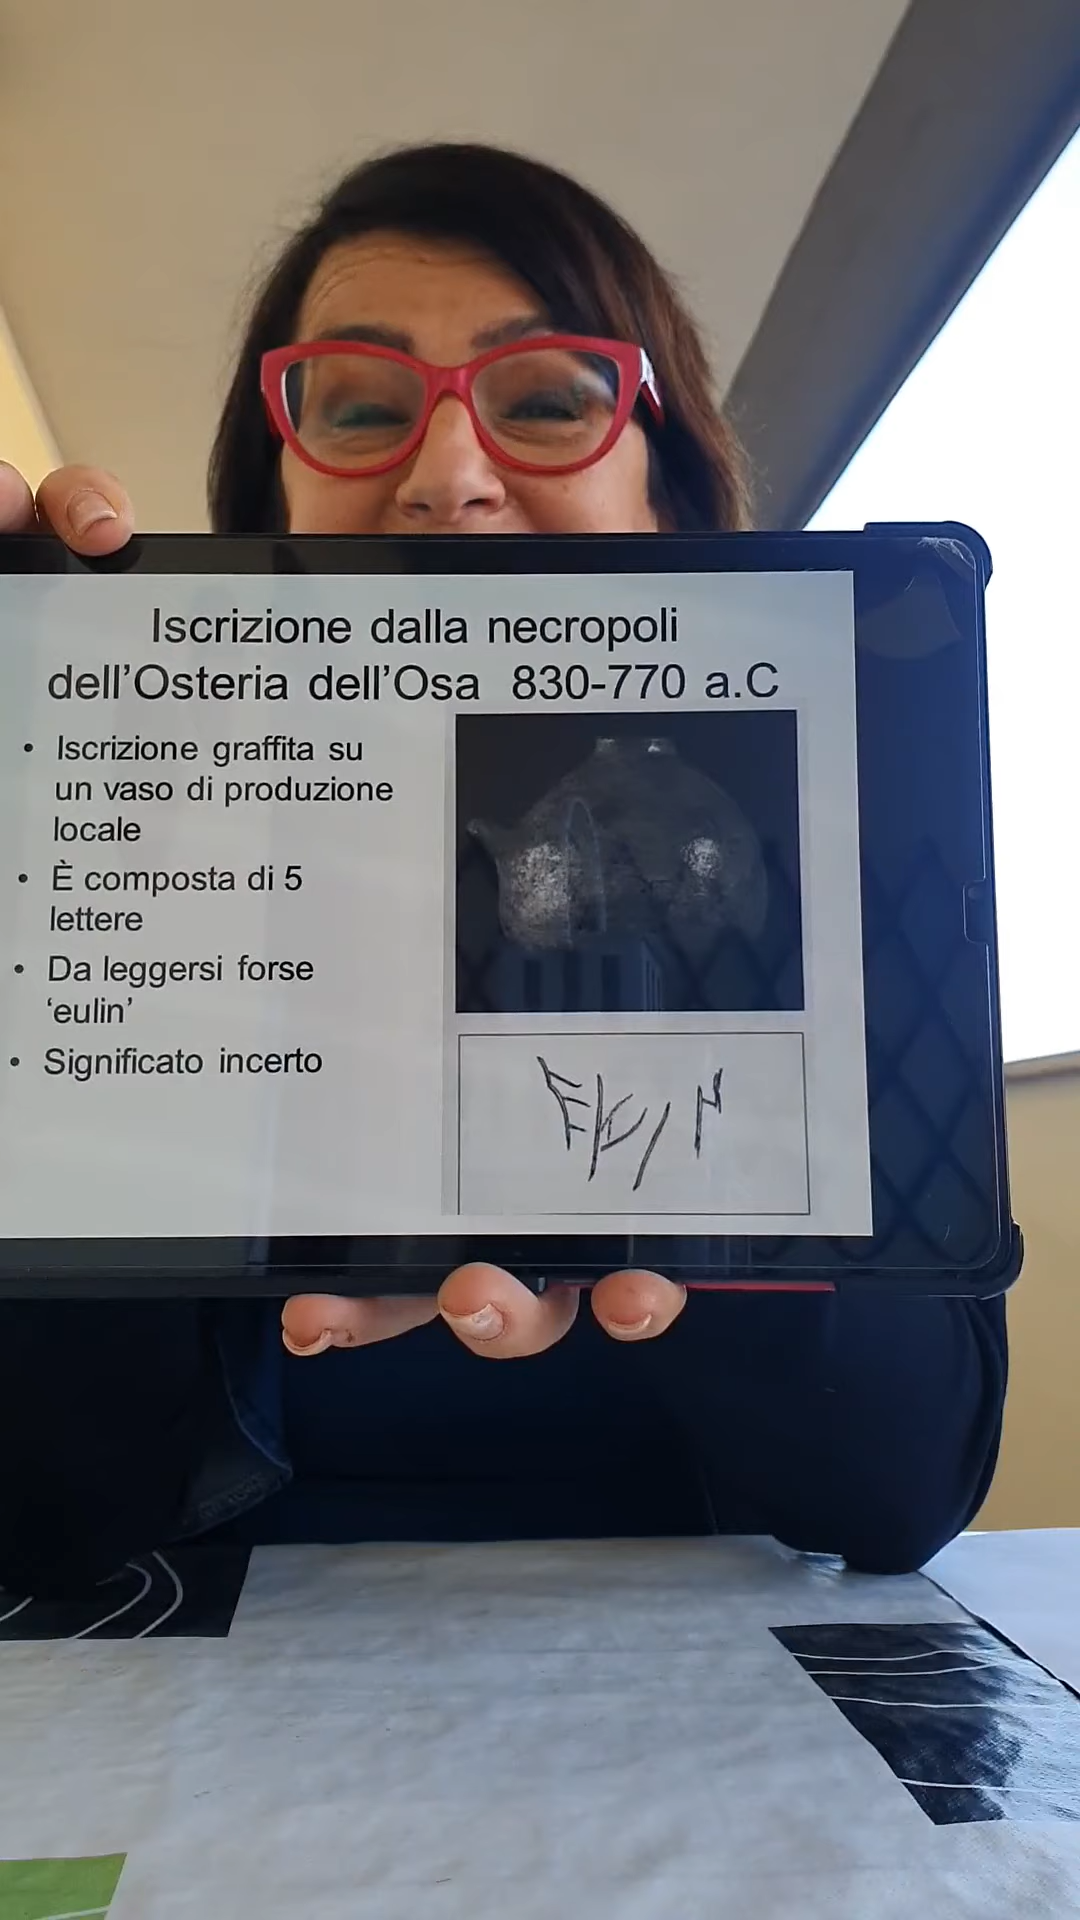 Iscrizione dalla necropoli
dell'Osteria dell'Osa 830-770 a.C
• Iscrizione graffita su
un vaso di produzione
locale
• È composta di 5
lettere
• Da leggersi forse
'eulin'
• Significato incerto